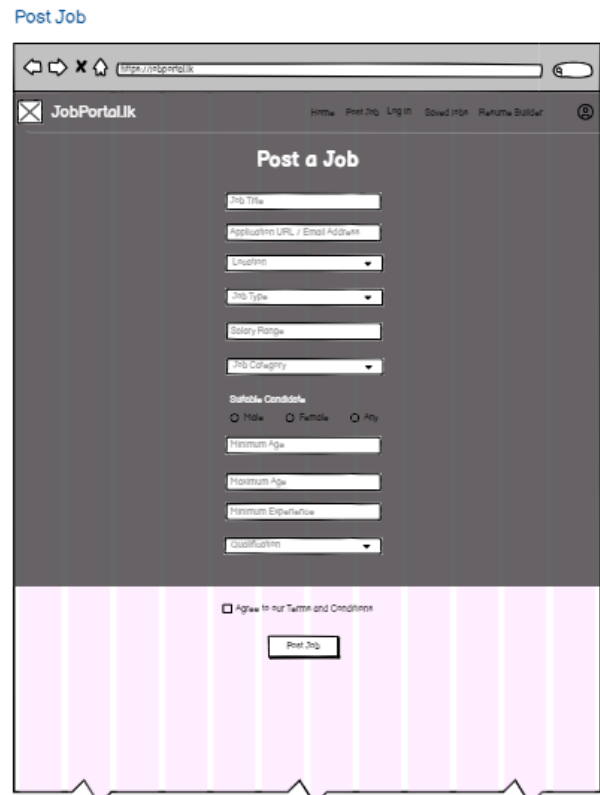 Post Job
https://jobportal.lk
JobPortal.lk
Home Post Job Log In Saved Jobs Resume Builder
Post a Job
Job Title
Application URL / Email Address
Location
Job Type
Salary Range
Job Category
Suitable Candidate
Male Female Any
Minimum Age
Maximum Age
Minimum Experience
Qualification
Agree to our Terms and Conditions
Post Job